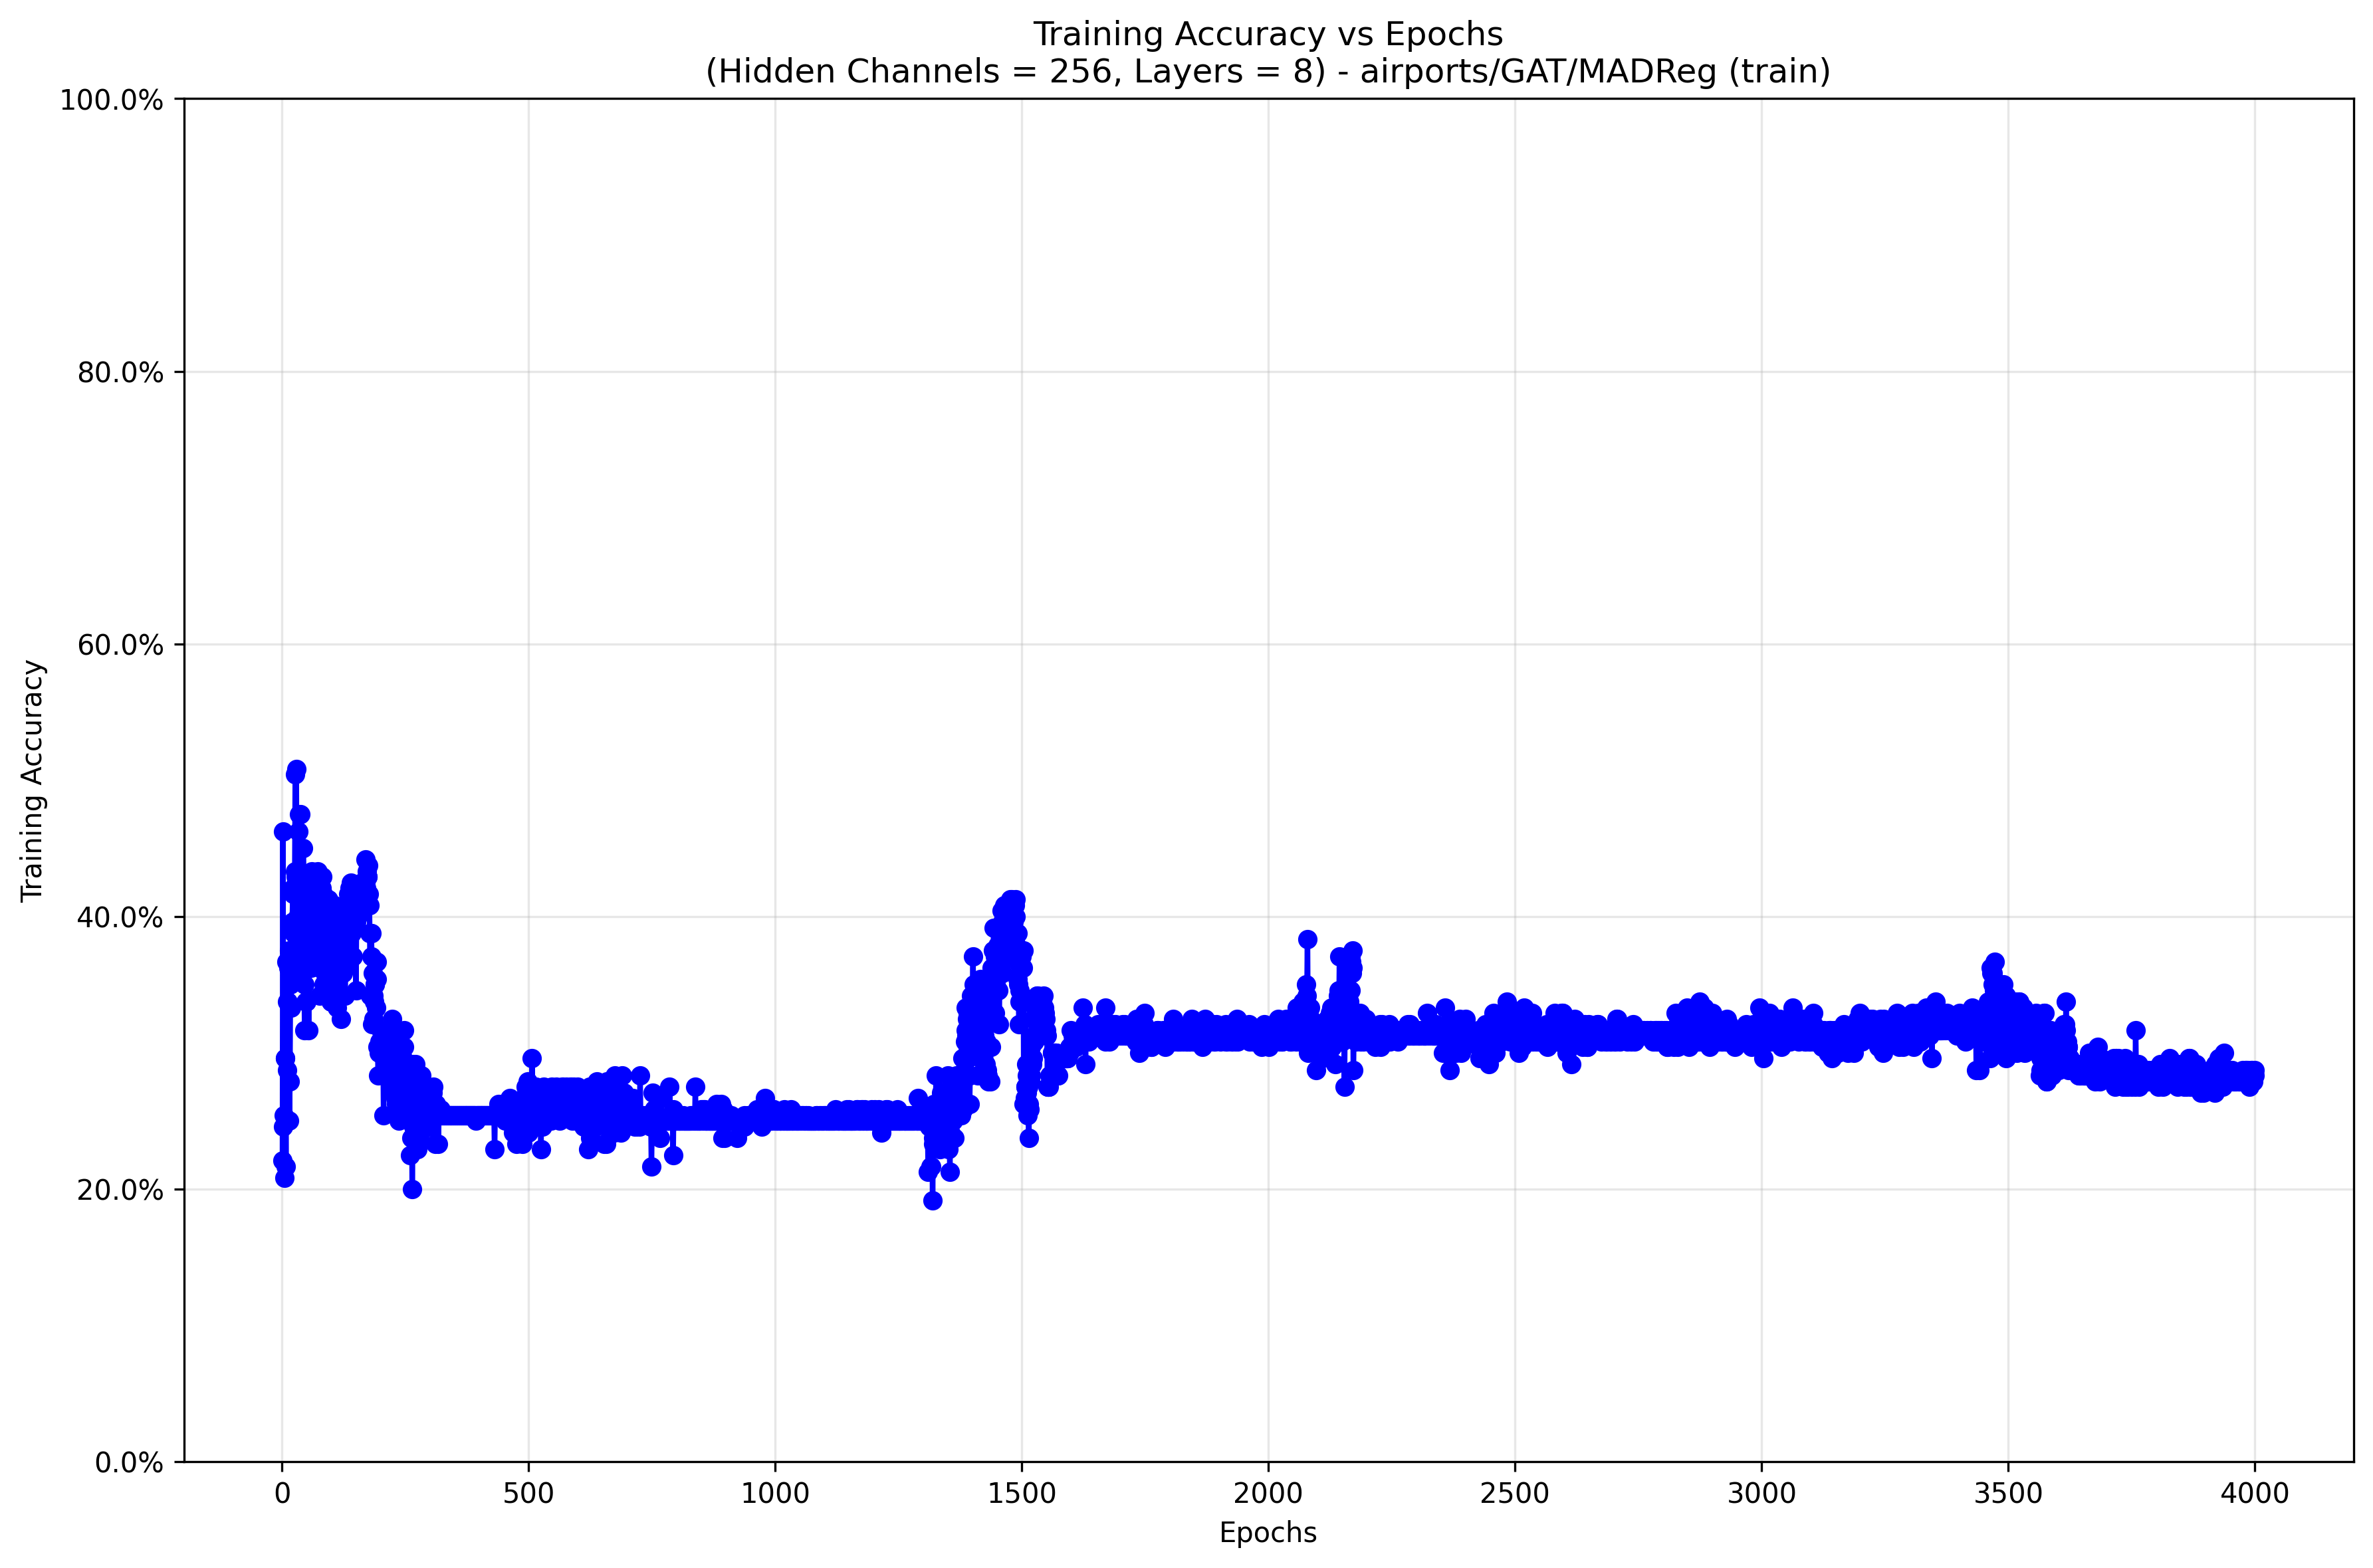 Training Accuracy vs Epochs
(Hidden Channels = 256, Layers = 8) - airports/GAT/MADReg (train)
100.0%
80.0%
60.0%
40.0%
20.0%
0.0%
Training Accuracy
0 500 1000 1500 2000 2500 3000 3500 4000
Epochs